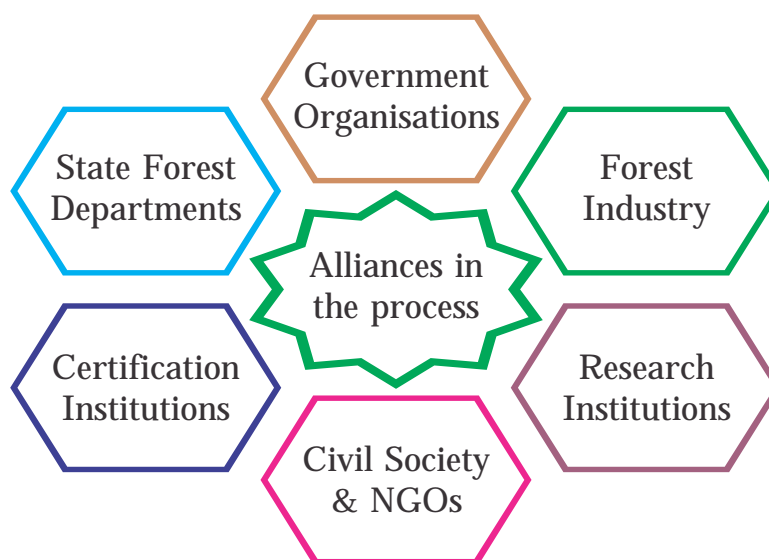 Government
Organisations
State Forest
Departments
Forest
Industry
Alliances in
the process
Certification
Institutions
Research
Institutions
Civil Society
& NGOs